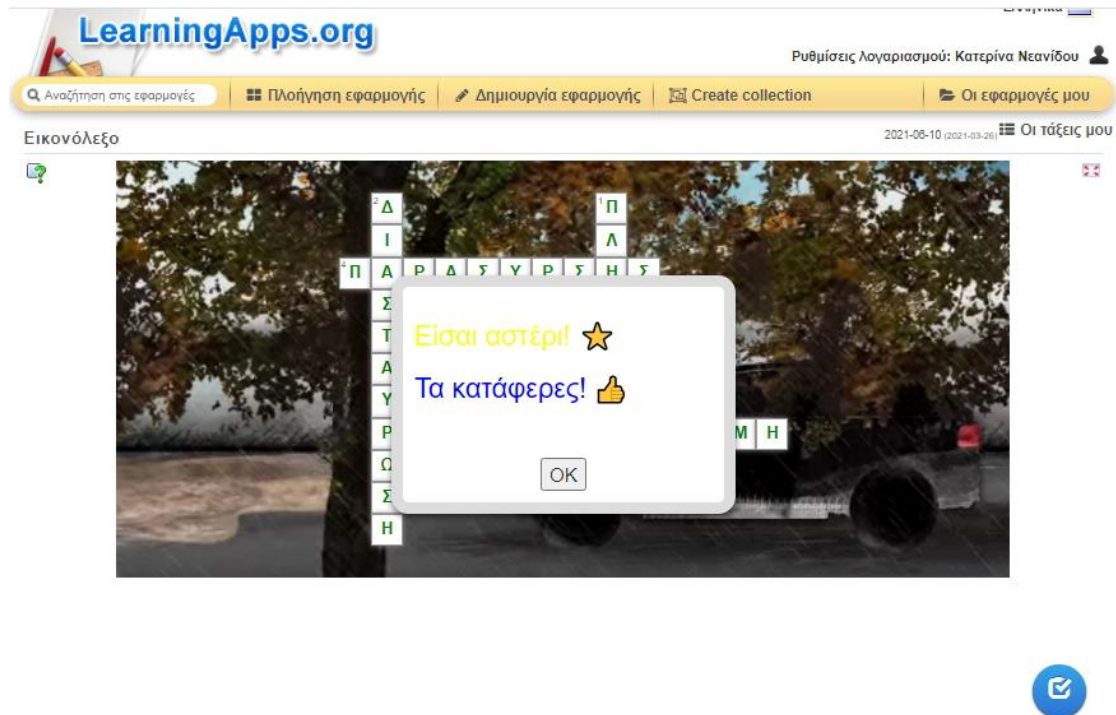 LearningApps.org
Ρυθμίσεις λογαριασμού: Κατερίνα Νεανίδου
Αναζήτηση στις εφαρμογές
Πλοήγηση εφαρμογής
Δημιουργία εφαρμογής
Create collection
Οι εφαρμογές μου
Εικονόλεξο
2021-06-10 (2021-03-26)
Οι τάξεις μου
2 Δ
1 Π
Ι
Λ
4 Π Α Ρ Α Σ Υ Ρ Σ Η Σ
Σ
Τ
Α
Υ
Ρ
Μ Η
Ω
Σ
Η
Είσαι αστέρι!
Τα κατάφερες!
OK